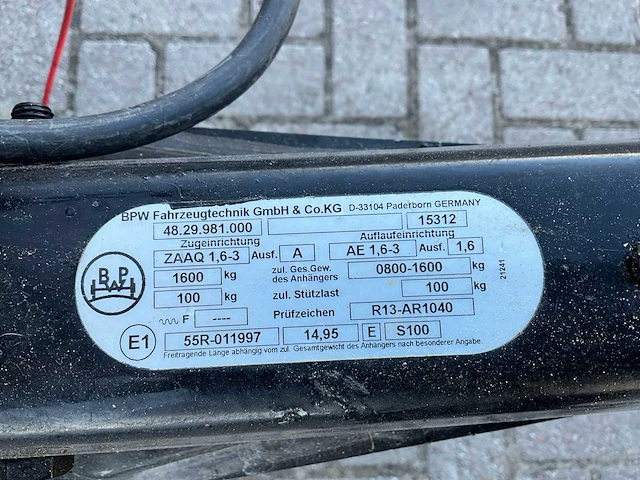 BPW Fahrzeugtechnik GmbH & Co.KG D-33104 Paderborn GERMANY
48.29.981.000 15312
Zugeinrichtung Auflaufeinrichtung
ZAAQ 1,6-3 Ausf. A AE 1,6-3 Ausf. 1,6
1600 kg zul. Ges.Gew. des Anhängers 0800-1600 kg
100 kg zul. Stützlast 100 kg
F ---- Prüfzeichen R13-AR1040
E1 55R-011997 14,95 E S100
Freitragende Länge abhängig vom zul. Gesamtgewicht des Anhängers nach besonderer Angabe.
BPW
21241